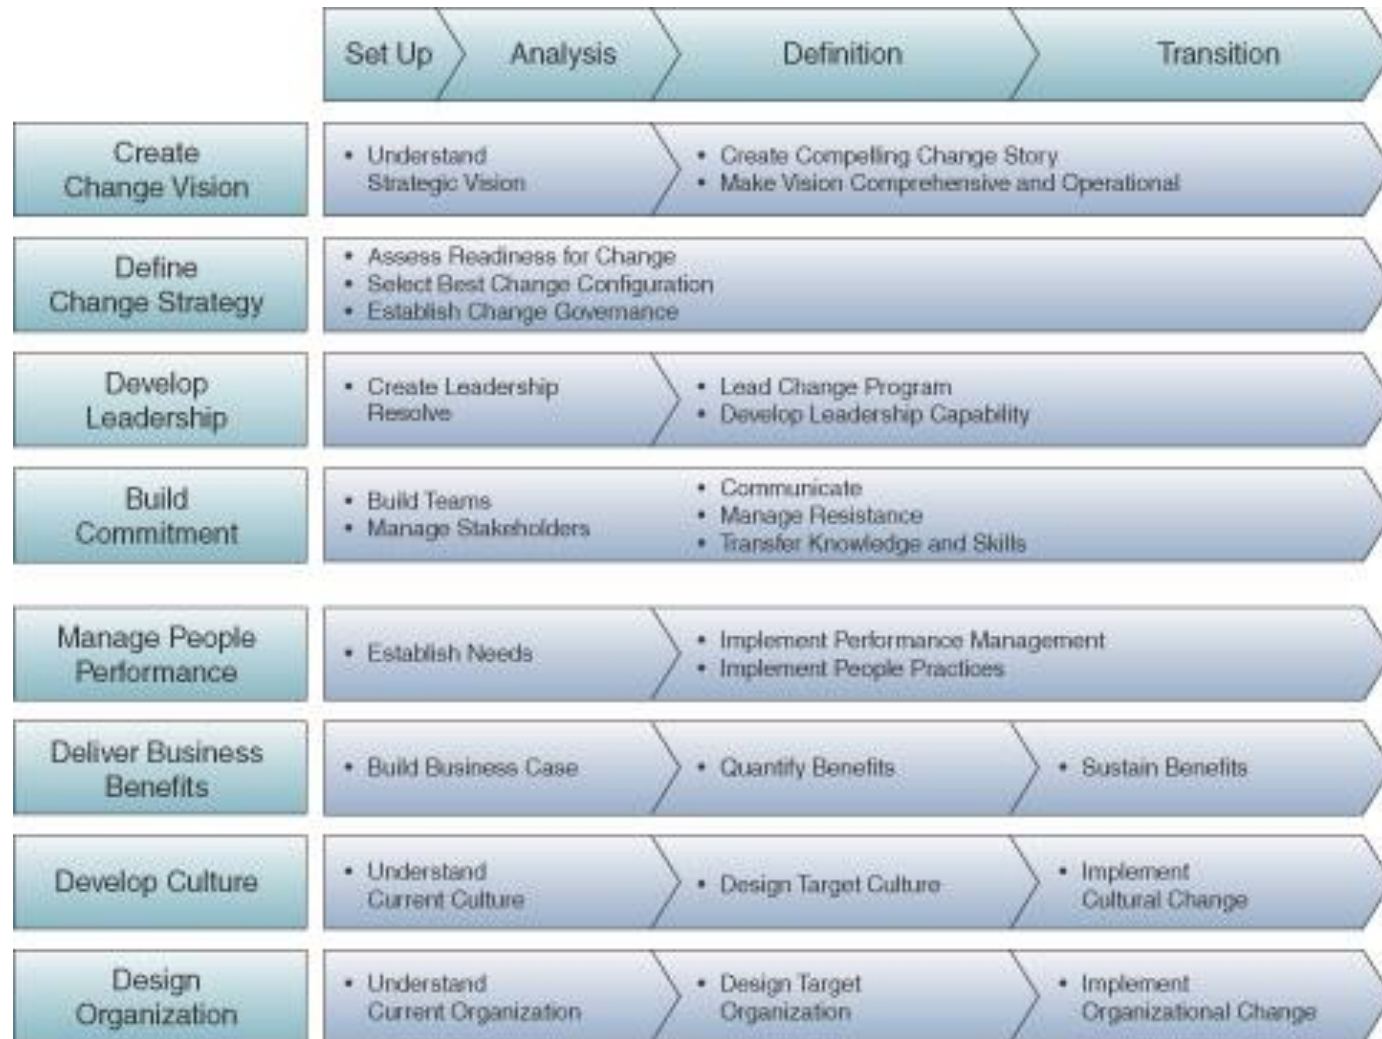 Set Up
Analysis
Definition
Transition
Create
Change Vision
• Understand
Strategic Vision
• Create Compelling Change Story
• Make Vision Comprehensive and Operational
Define
Change Strategy
• Assess Readiness for Change
• Select Best Change Configuration
• Establish Change Governance
Develop
Leadership
• Create Leadership
Resolve
• Lead Change Program
• Develop Leadership Capability
Build
Commitment
• Build Teams
• Manage Stakeholders
• Communicate
• Manage Resistance
• Transfer Knowledge and Skills
Manage People
Performance
• Establish Needs
• Implement Performance Management
• Implement People Practices
Deliver Business
Benefits
• Build Business Case
• Quantify Benefits
• Sustain Benefits
Develop Culture
• Understand
Current Culture
• Design Target Culture
• Implement
Cultural Change
Design
Organization
• Understand
Current Organization
• Design Target
Organization
• Implement
Organizational Change